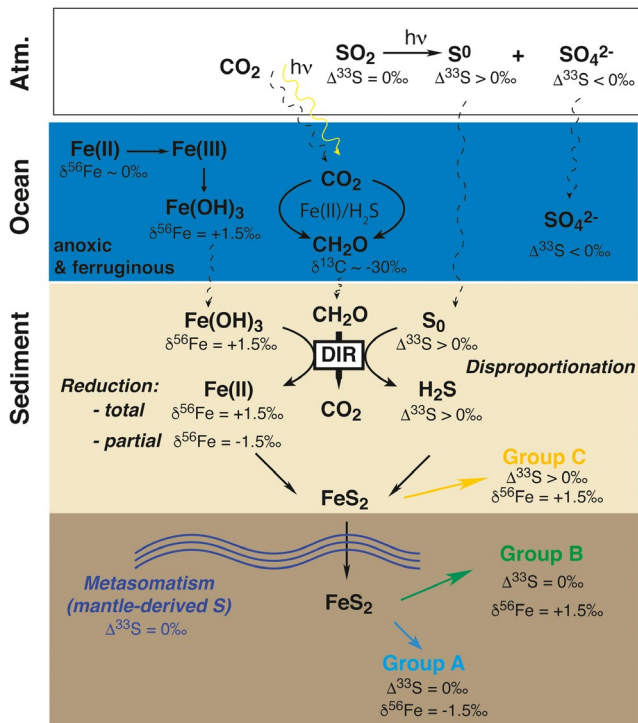 Atm.
CO₂
hν
SO₂
hν
S⁰
+
SO₄²⁻
Δ³³S = 0‰
Δ³³S > 0‰
Δ³³S < 0‰
Ocean
Fe(II)
Fe(III)
δ⁵⁶Fe ~ 0‰
CO₂
Fe(OH)₃
Fe(II)/H₂S
δ⁵⁶Fe = +1.5‰
SO₄²⁻
CH₂O
Δ³³S < 0‰
anoxic
& ferruginous
δ¹³C ~ -30‰
Sediment
Fe(OH)₃
CH₂O
S₀
δ⁵⁶Fe = +1.5‰
Δ³³S > 0‰
DIR
Disproportionation
Reduction:
- total
- partial
Fe(II)
δ⁵⁶Fe = +1.5‰
δ⁵⁶Fe = -1.5‰
CO₂
H₂S
Δ³³S > 0‰
Group C
Δ³³S > 0‰
δ⁵⁶Fe = +1.5‰
FeS₂
Metasomatism
(mantle-derived S)
Δ³³S = 0‰
FeS₂
Group B
Δ³³S = 0‰
δ⁵⁶Fe = +1.5‰
Group A
Δ³³S = 0‰
δ⁵⁶Fe = -1.5‰